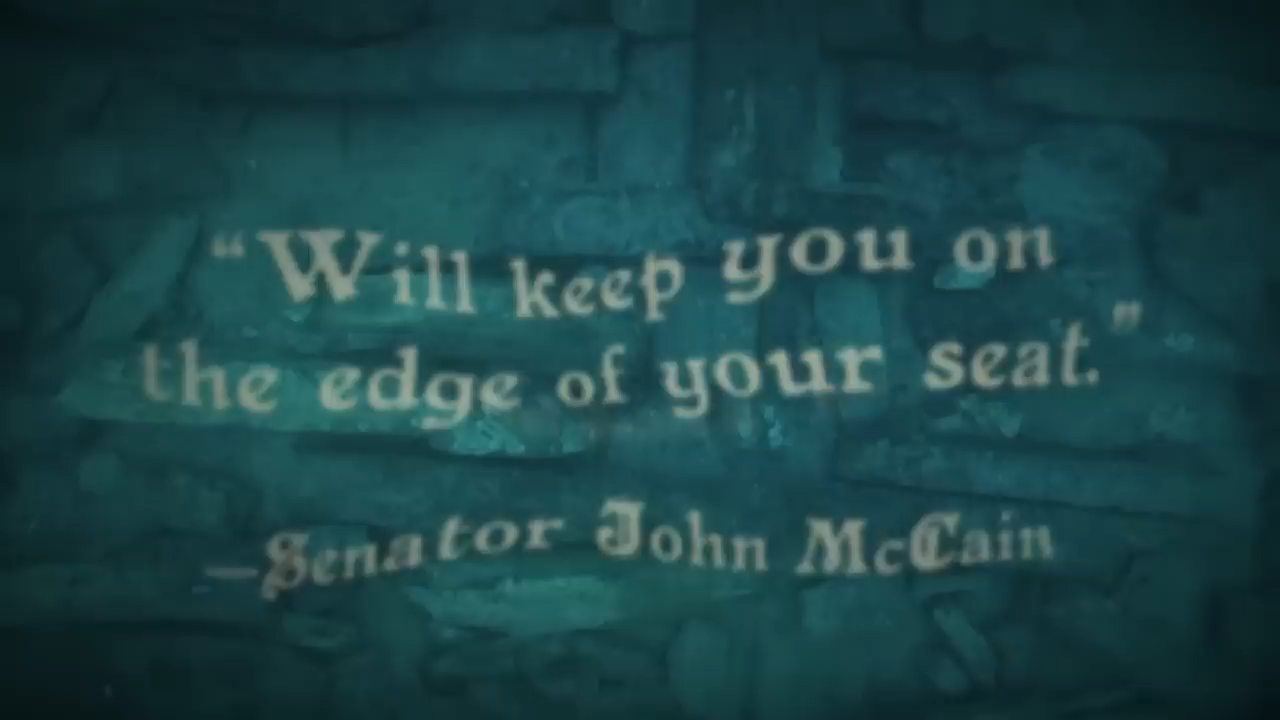 “Will keep you on
the edge of your seat.”
—Senator John McCain